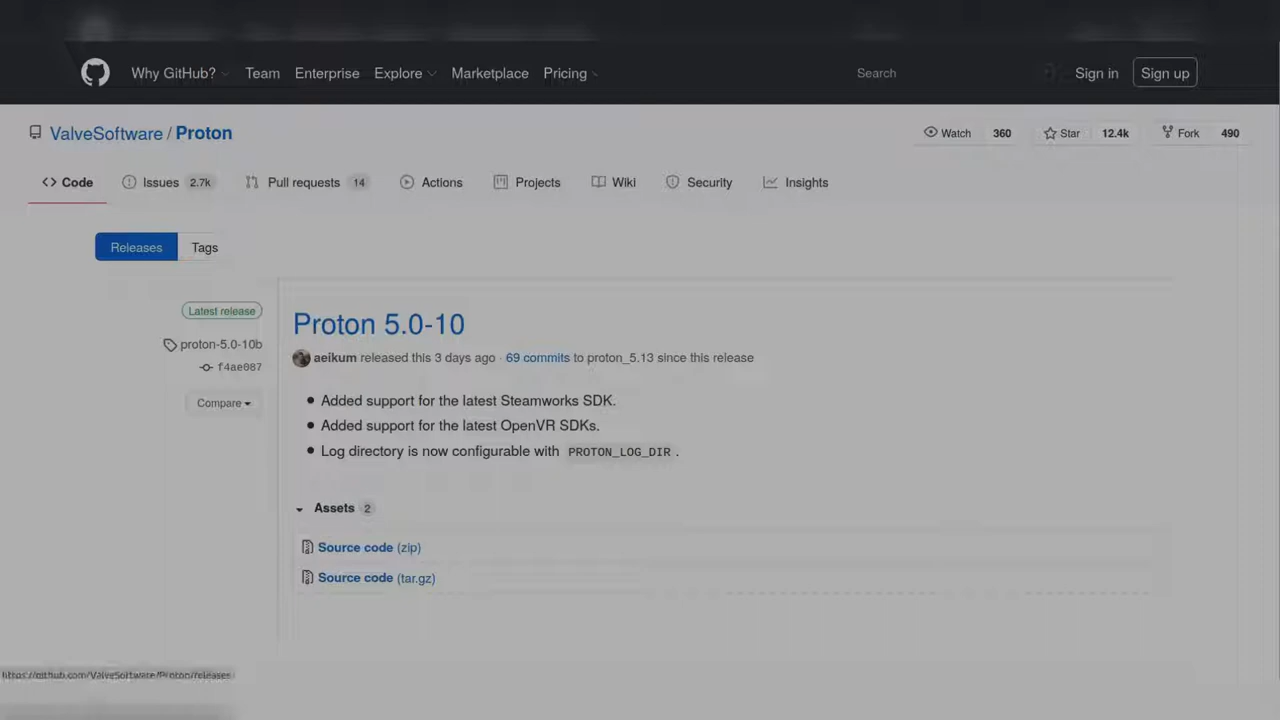 Why GitHub? Team Enterprise Explore Marketplace Pricing Search Sign in Sign up
ValveSoftware / Proton Watch 360 Star 12.4k Fork 490
<> Code Issues 2.7k Pull requests 14 Actions Projects Wiki Security Insights
Releases Tags
Latest release
proton-5.0-10b
f4ae087
Compare
Proton 5.0-10
aeikum released this 3 days ago · 69 commits to proton_5.13 since this release
• Added support for the latest Steamworks SDK.
• Added support for the latest OpenVR SDKs.
• Log directory is now configurable with PROTON_LOG_DIR .
Assets 2
Source code (zip)
Source code (tar.gz)
https://github.com/ValveSoftware/Proton/releases